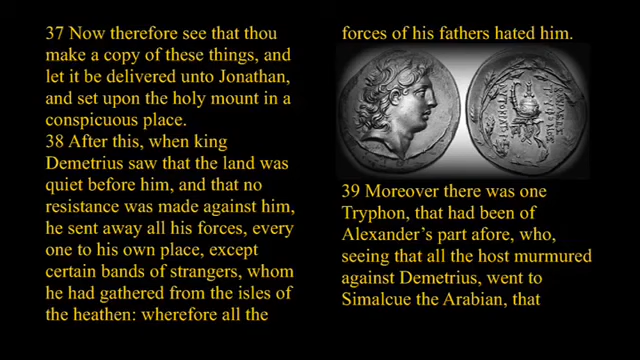 37 Now therefore see that thou
make a copy of these things, and
let it be delivered unto Jonathan,
and set upon the holy mount in a
conspicuous place.
38 After this, when king
Demetrius saw that the land was
quiet before him, and that no
resistance was made against him,
he sent away all his forces, every
one to his own place, except
certain bands of strangers, whom
he had gathered from the isles of
the heathen: wherefore all the
forces of his fathers hated him.
39 Moreover there was one
Tryphon, that had been of
Alexander’s part afore, who,
seeing that all the host murmured
against Demetrius, went to
Simalcue the Arabian, that